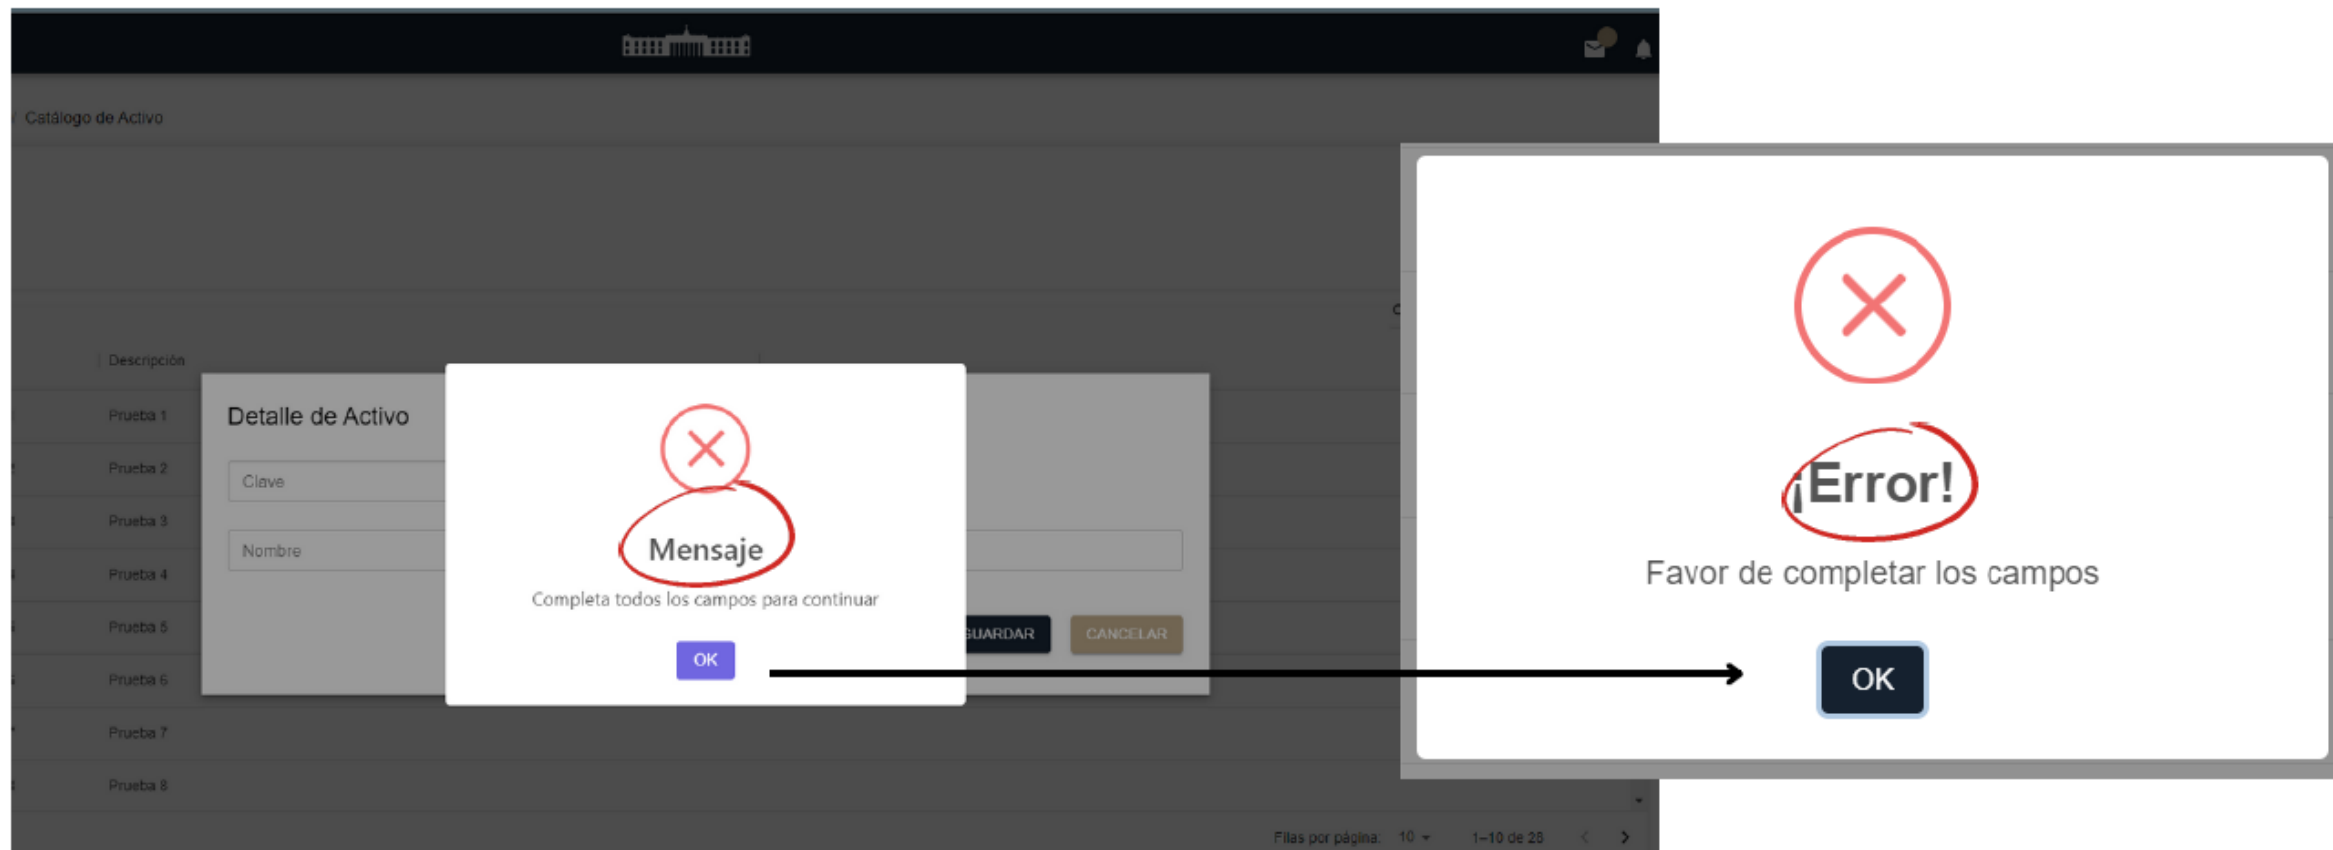 / Catálogo de Activo
Descripción
Prueba 1
Prueba 2
Prueba 3
Prueba 4
Prueba 5
Prueba 6
Prueba 7
Prueba 8
Detalle de Activo
Clave
Nombre
GUARDAR
CANCELAR
Mensaje
Completa todos los campos para continuar
OK
Filas por página: 10
1–10 de 28
¡Error!
Favor de completar los campos
OK